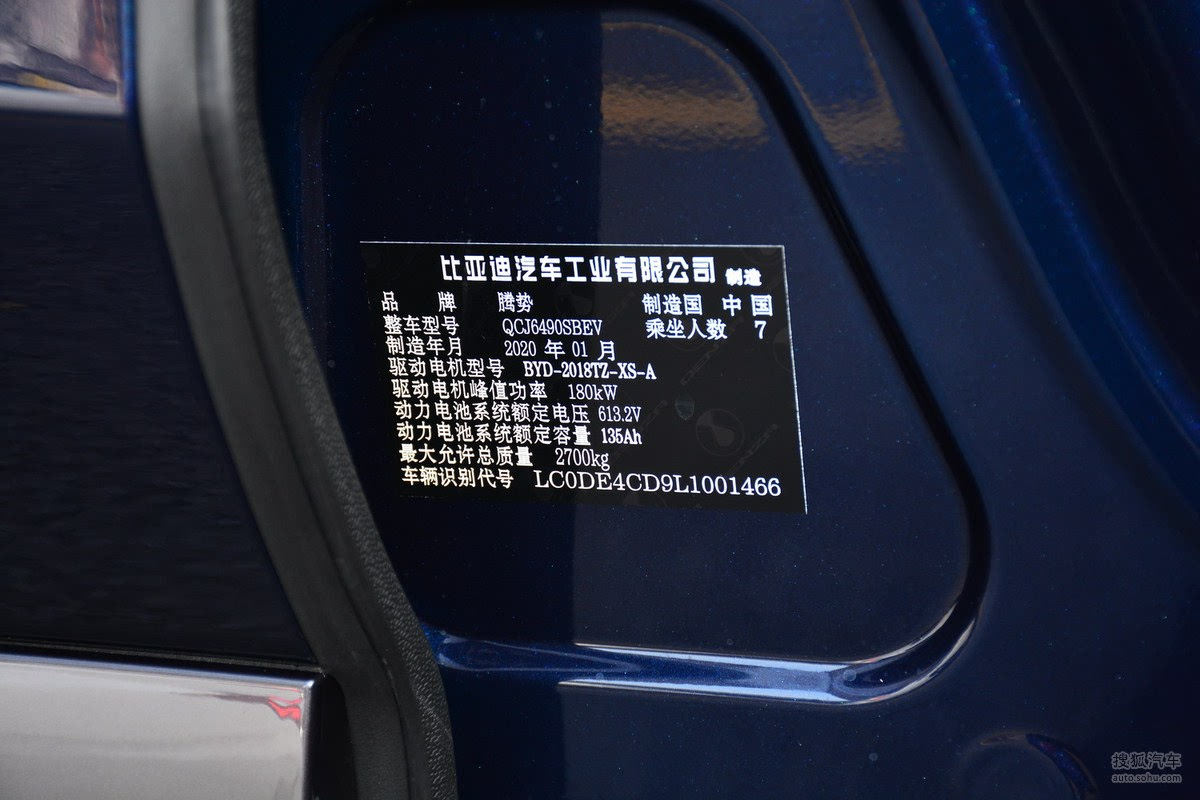 比亚迪汽车工业有限公司 制造
品 牌 腾势 制造国 中国
整车型号 QCJ6490SBEV 乘坐人数 7
制造年月 2020 年 01 月
驱动电机型号 BYD-2018TZ-XS-A
驱动电机峰值功率 180kW
动力电池系统额定电压 613.2V
动力电池系统额定容量 135Ah
最大允许总质量 2700kg
车辆识别代号 LC0DE4CD9L1001466
搜狐汽车
auto.sohu.com